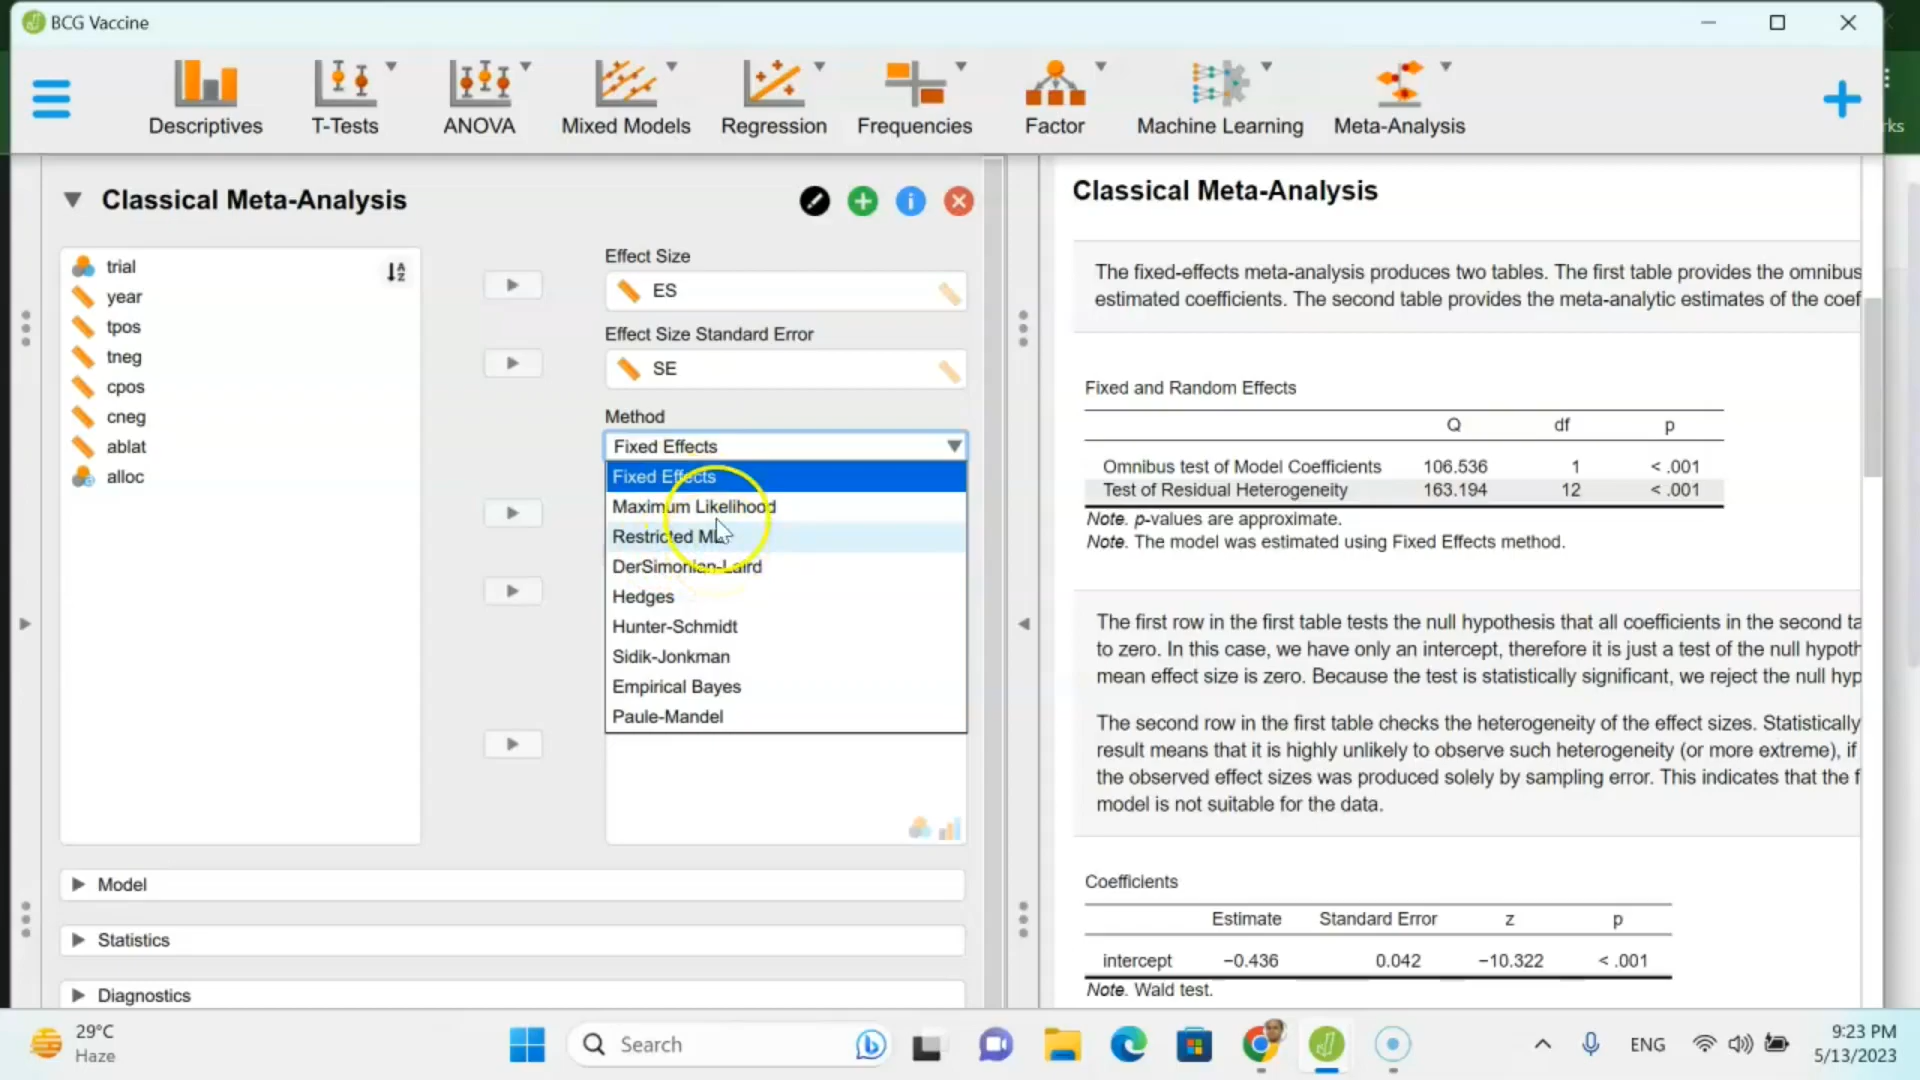 BCG Vaccine
Descriptives
T-Tests
ANOVA
Mixed Models
Regression
Frequencies
Factor
Machine Learning
Meta-Analysis
rks
Classical Meta-Analysis
trial
year
tpos
tneg
cpos
cneg
ablat
alloc
Effect Size
ES
Effect Size Standard Error
SE
Method
Fixed Effects
Fixed Effects
Maximum Likelihood
Restricted ML
DerSimonian-Laird
Hedges
Hunter-Schmidt
Sidik-Jonkman
Empirical Bayes
Paule-Mandel
Model
Statistics
Diagnostics
Classical Meta-Analysis
The fixed-effects meta-analysis produces two tables. The first table provides the omnibus
estimated coefficients. The second table provides the meta-analytic estimates of the coef
Fixed and Random Effects
Q df p
Omnibus test of Model Coefficients 106.536 1 < .001
Test of Residual Heterogeneity 163.194 12 < .001
Note. p-values are approximate.
Note. The model was estimated using Fixed Effects method.
The first row in the first table tests the null hypothesis that all coefficients in the second ta
to zero. In this case, we have only an intercept, therefore it is just a test of the null hypoth
mean effect size is zero. Because the test is statistically significant, we reject the null hyp
The second row in the first table checks the heterogeneity of the effect sizes. Statistically
result means that it is highly unlikely to observe such heterogeneity (or more extreme), if
the observed effect sizes was produced solely by sampling error. This indicates that the f
model is not suitable for the data.
Coefficients
Estimate Standard Error z p
intercept −0.436 0.042 −10.322 < .001
Note. Wald test.
29°C
Haze
Search
ENG
9:23 PM
5/13/2023